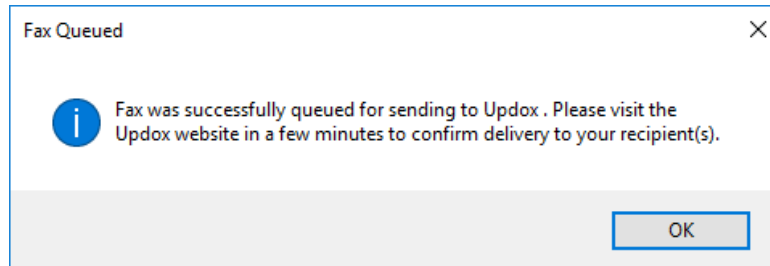 Fax Queued
Fax was successfully queued for sending to Updox . Please visit the
Updox website in a few minutes to confirm delivery to your recipient(s).
OK